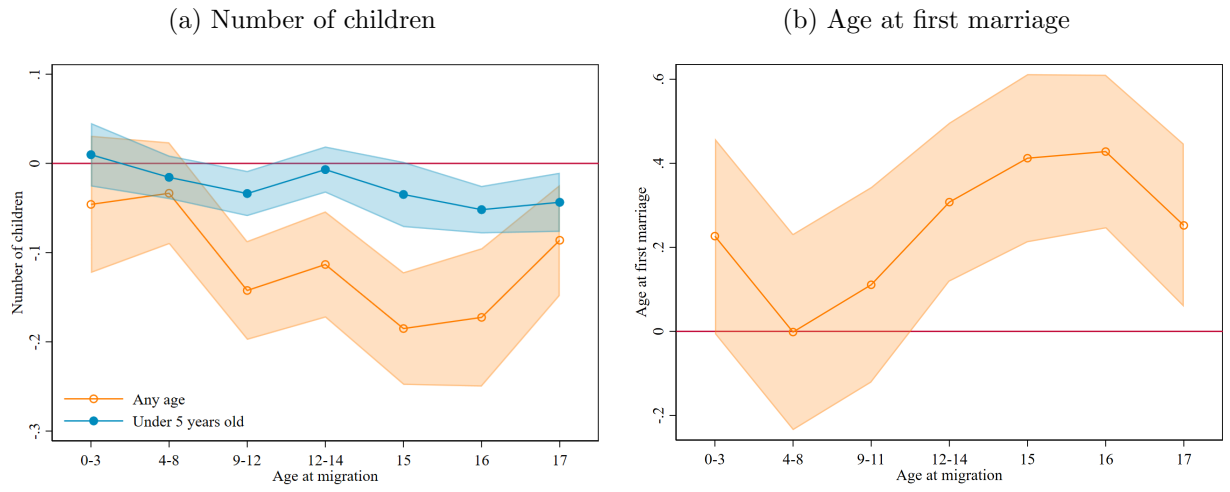 (a) Number of children
.1
0
-.1
-.2
-.3
Number of children
Any age
Under 5 years old
0-3 4-8 9-12 12-14 15 16 17
Age at migration
(b) Age at first marriage
.6
.4
.2
0
-.2
Age at first marriage
0-3 4-8 9-11 12-14 15 16 17
Age at migration